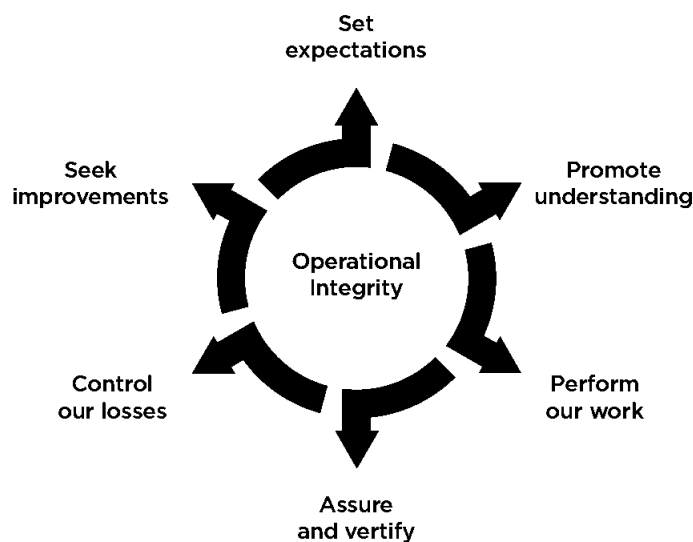 Set
expectations
Promote
understanding
Perform
our work
Assure
and vertify
Control
our losses
Seek
improvements
Operational
Integrity